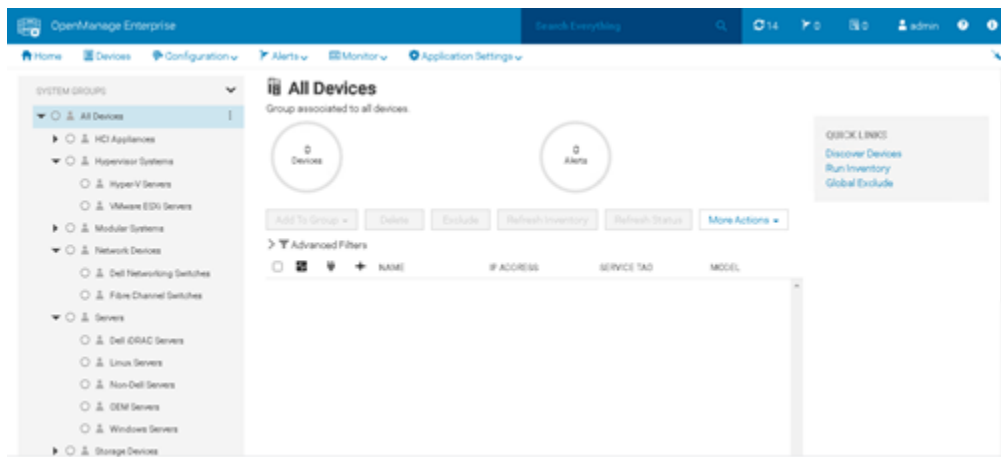 OpenManage Enterprise
Search Everything
14
0
0
admin
Home
Devices
Configuration
Alerts
Monitor
Application Settings
SYSTEM GROUPS
All Devices
HCI Appliances
Hypervisor Systems
Hyper-V Servers
VMware ESXi Servers
Modular Systems
Network Devices
Dell Networking Switches
Fibre Channel Switches
Servers
Dell iDRAC Servers
Linux Servers
Non-Dell Servers
OEM Servers
Windows Servers
Storage Devices
All Devices
Group associated to all devices.
0
Devices
0
Alerts
Add To Group
Delete
Exclude
Refresh Inventory
Refresh Status
More Actions
Advanced Filters
NAME
IP ADDRESS
SERVICE TAG
MODEL
QUICK LINKS
Discover Devices
Run Inventory
Global Exclude